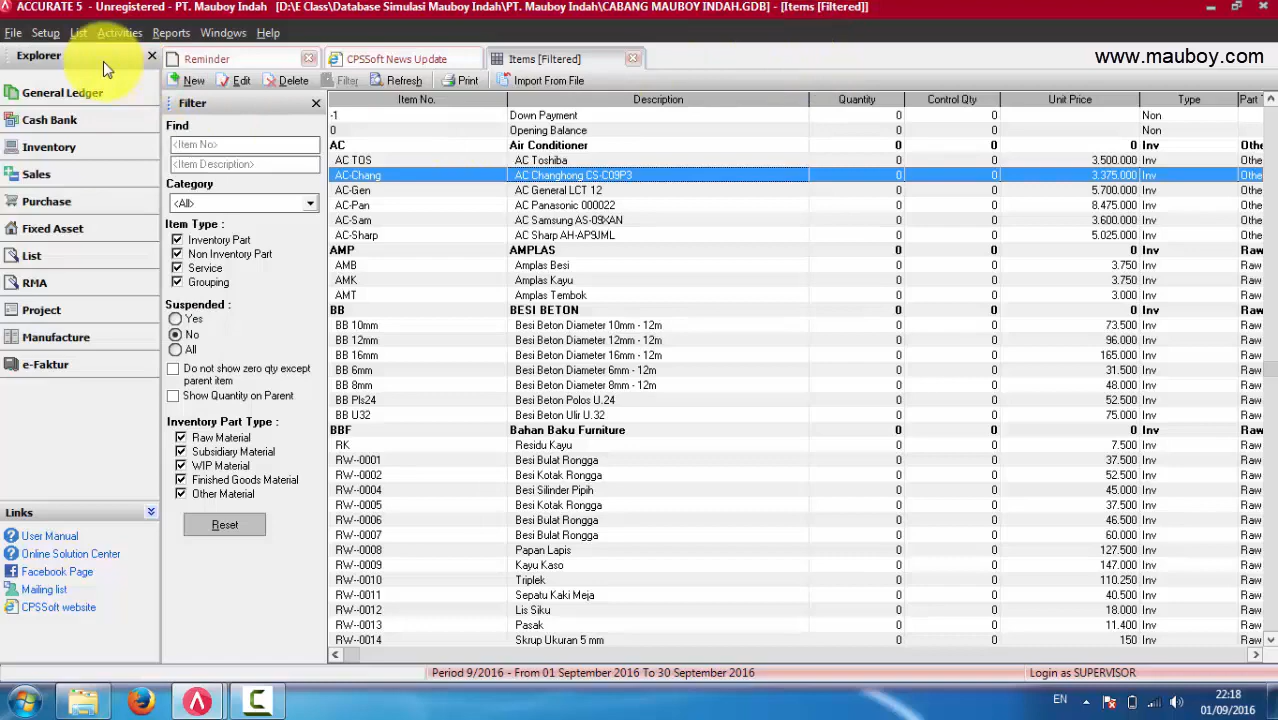 ACCURATE 5 - Unregistered - PT. Mauboy Indah [D:\E Class\Database Simulasi Mauboy Indah\PT. Mauboy Indah\CABANG MAUBOY INDAH.GDB] - [Items [Filtered]]
File Setup List Activities Reports Windows Help
Explorer Reminder CPSSoft News Update Items [Filtered] www.mauboy.com
New Edit Delete Filter Refresh Print Import From File
General Ledger
Cash Bank
Inventory
Sales
Purchase
Fixed Asset
List
RMA
Project
Manufacture
e-Faktur
Links
User Manual
Online Solution Center
Facebook Page
Mailing list
CPSSoft website
Filter
Find
<Item No>
<Item Description>
Category
<All>
Item Type :
Inventory Part
Non Inventory Part
Service
Grouping
Suspended :
Yes
No
All
Do not show zero qty except
parent item
Show Quantity on Parent
Inventory Part Type :
Raw Material
Subsidiary Material
WIP Material
Finished Goods Material
Other Material
Reset
Item No. Description Quantity Control Qty Unit Price Type Part
-1 Down Payment 0 0 0 Non
0 Opening Balance 0 0 0 Non
AC Air Conditioner 0 0 0 Inv Othe
AC TOS AC Toshiba 0 0 3.500.000 Inv Othe
AC-Chang AC Changhong CS-C09P3 0 0 3.375.000 Inv Othe
AC-Gen AC General LCT 12 0 0 5.700.000 Inv Othe
AC-Pan AC Panasonic 000022 0 0 8.475.000 Inv Othe
AC-Sam AC Samsung AS-09XAN 0 0 3.600.000 Inv Othe
AC-Sharp AC Sharp AH-AP9JML 0 0 5.025.000 Inv Othe
AMP AMPLAS 0 0 0 Inv Raw
AMB Amplas Besi 0 0 3.750 Inv Raw
AMK Amplas Kayu 0 0 3.750 Inv Raw
AMT Amplas Tembok 0 0 3.000 Inv Raw
BB BESI BETON 0 0 0 Inv Raw
BB 10mm Besi Beton Diameter 10mm - 12m 0 0 73.500 Inv Raw
BB 12mm Besi Beton Diameter 12mm - 12m 0 0 96.000 Inv Raw
BB 16mm Besi Beton Diameter 16mm - 12m 0 0 165.000 Inv Raw
BB 6mm Besi Beton Diameter 6mm - 12m 0 0 31.500 Inv Raw
BB 8mm Besi Beton Diameter 8mm - 12m 0 0 48.000 Inv Raw
BB Pls24 Besi Beton Polos U.24 0 0 52.500 Inv Raw
BB U32 Besi Beton Ulir U.32 0 0 75.000 Inv Raw
BBF Bahan Baku Furniture 0 0 0 Inv Raw
RK Residu Kayu 0 0 7.500 Inv Raw
RW--0001 Besi Bulat Rongga 0 0 37.500 Inv Raw
RW--0002 Besi Kotak Rongga 0 0 52.500 Inv Raw
RW--0004 Besi Silinder Pipih 0 0 45.000 Inv Raw
RW--0005 Besi Kotak Rongga 0 0 37.500 Inv Raw
RW--0006 Besi Bulat Rongga 0 0 46.500 Inv Raw
RW--0007 Besi Bulat Rongga 0 0 60.000 Inv Raw
RW--0008 Papan Lapis 0 0 127.500 Inv Raw
RW--0009 Kayu Kaso 0 0 147.000 Inv Raw
RW--0010 Triplek 0 0 110.250 Inv Raw
RW--0011 Sepatu Kaki Meja 0 0 40.500 Inv Raw
RW--0012 Lis Siku 0 0 18.000 Inv Raw
RW--0013 Pasak 0 0 11.400 Inv Raw
RW--0014 Skrup Ukuran 5 mm 0 0 150 Inv Raw
Period 9/2016 - From 01 September 2016 To 30 September 2016 Login as SUPERVISOR
EN 22:18
01/09/2016